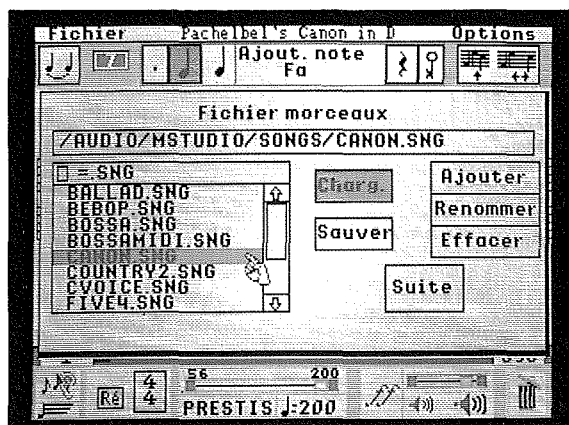 Fichier Pachelbel's Canon in D Options
7 Ajout. note
Fa
Fichier morceaux
/AUDIO/MSTUDIO/SONGS/CANON.SNG
=.SNG
BALLAD.SNG
BEBOP.SNG
BOSSA.SNG
BOSSAMIDI.SNG
CANON.SNG
COUNTRY2.SNG
CVOICE.SNG
FIVE4.SNG
Charg.
Sauver
Ajouter
Renommer
Effacer
Suite
56 200
Ré 4
4
PRESTIS ♩=200 ff